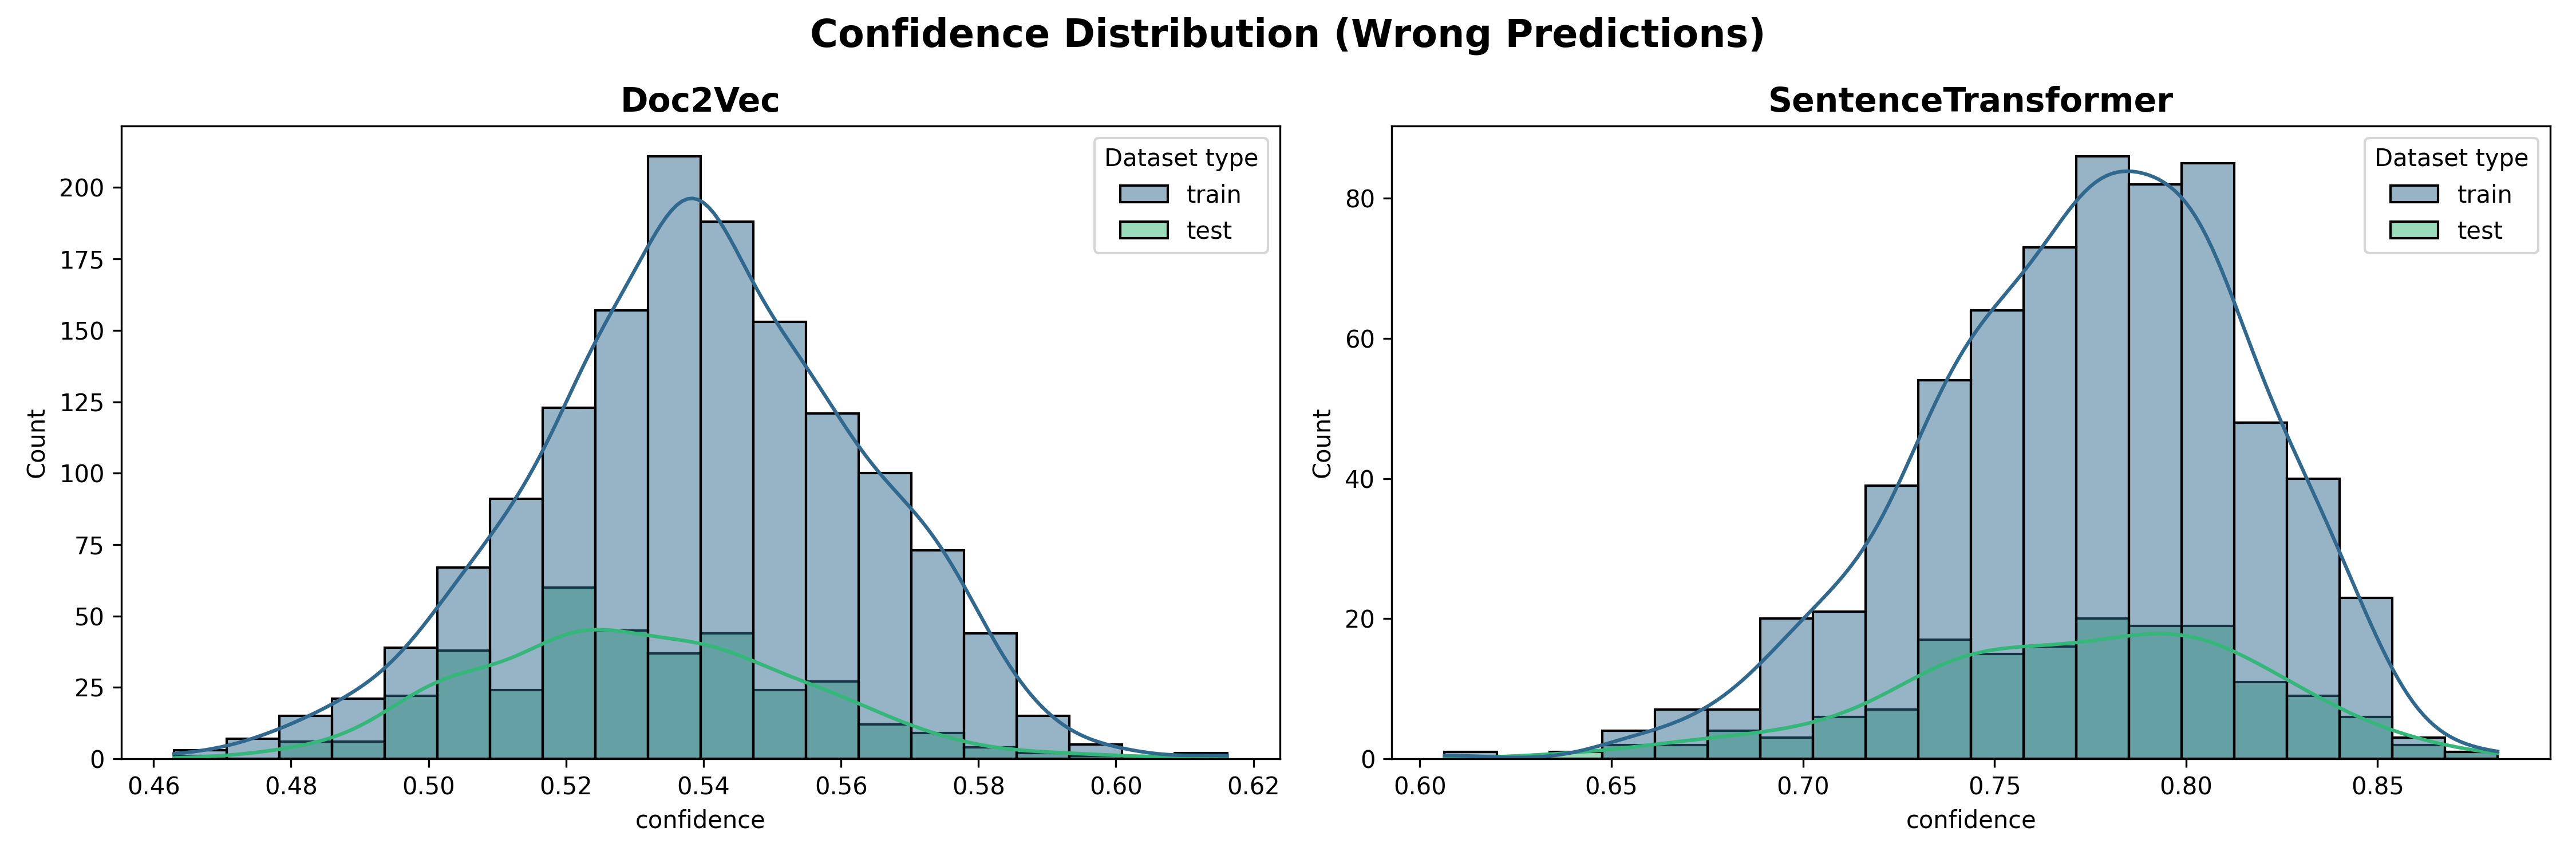 Confidence Distribution (Wrong Predictions)
Doc2Vec
Dataset type
train
test
200
175
150
125
100
75
50
25
0
Count
0.46 0.48 0.50 0.52 0.54 0.56 0.58 0.60 0.62
confidence
SentenceTransformer
Dataset type
train
test
80
60
40
20
0
Count
0.60 0.65 0.70 0.75 0.80 0.85
confidence